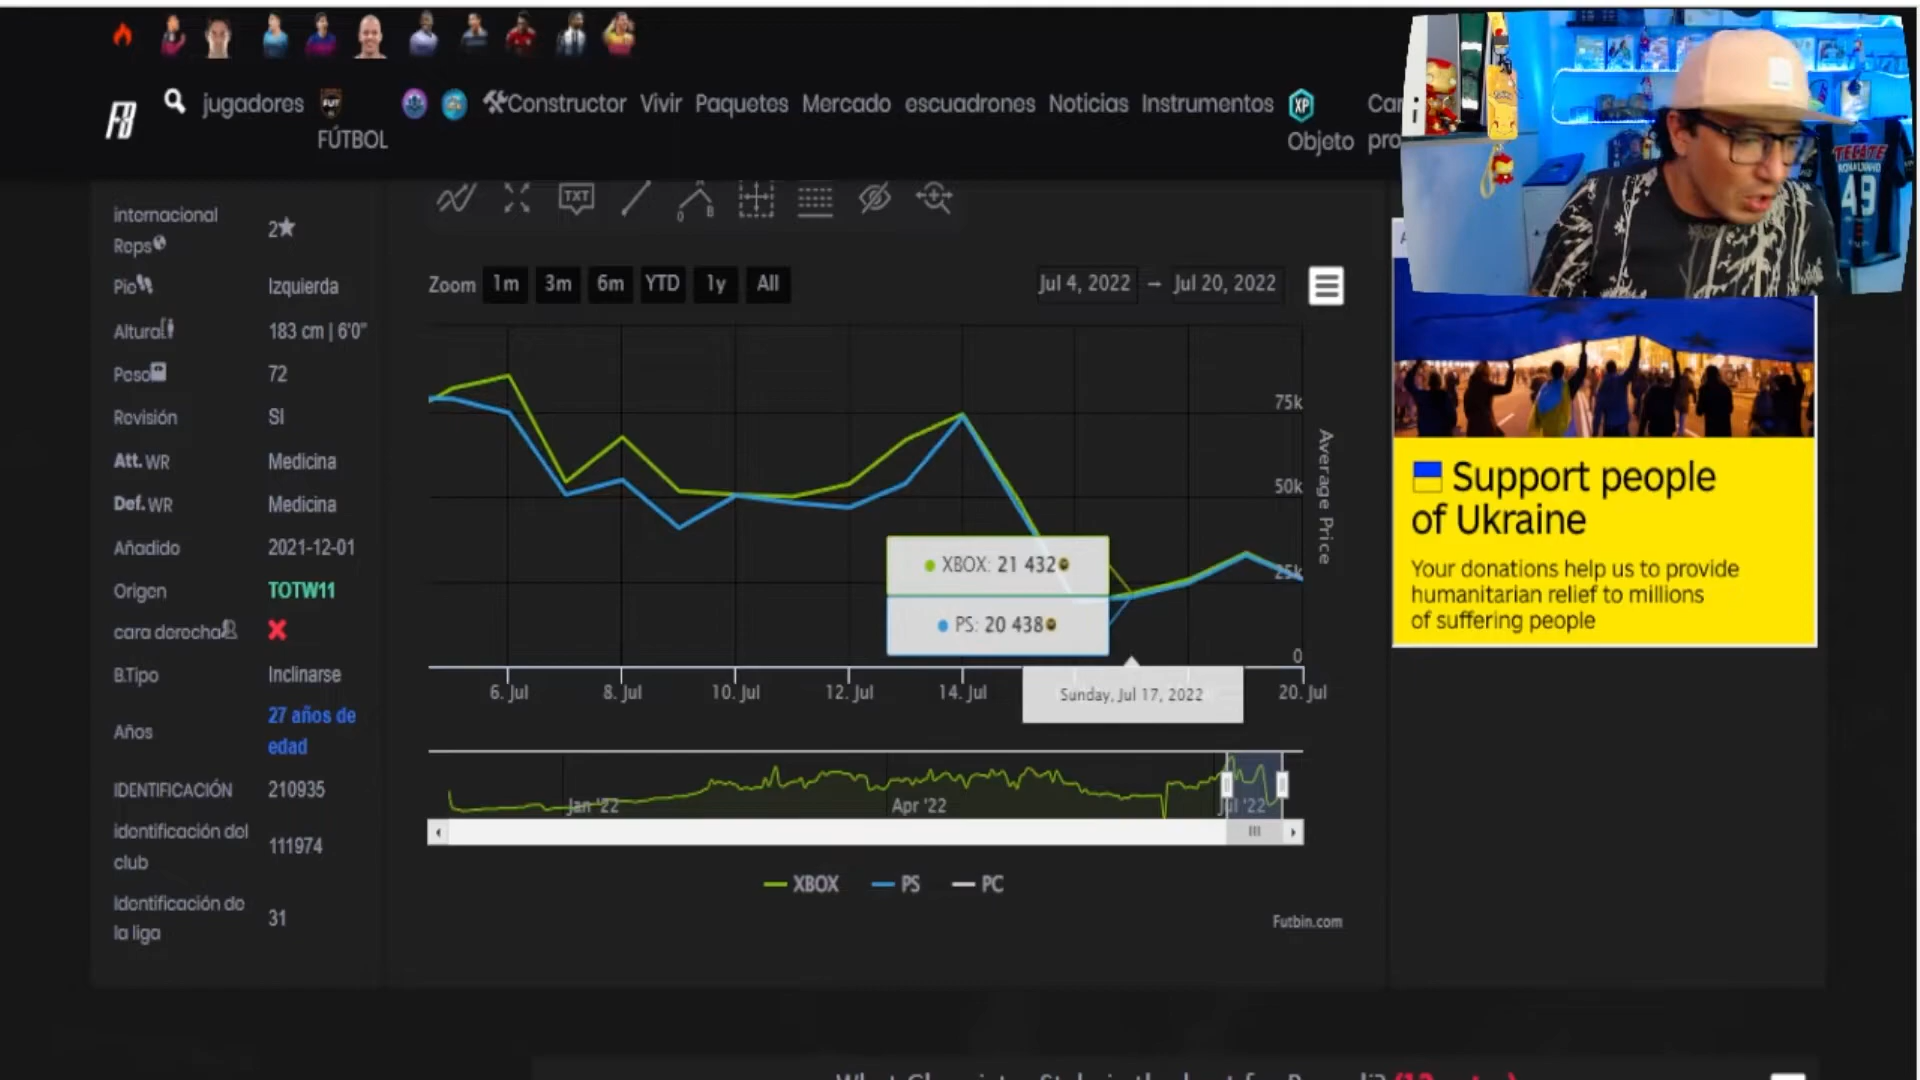 jugadores
FUT
FÚTBOL
Constructor
Vivir
Paquetes
Mercado
escuadrones
Noticias
Instrumentos
XP
Objeto
internacional
Reps
2★
Pie
Izquierda
Altura
183 cm | 6'0"
Peso
72
Revisión
SI
Att. WR
Medicina
Def. WR
Medicina
Añadido
2021-12-01
Origen
TOTW11
cara derecha
B.Tipo
Inclinarse
Años
27 años de
edad
IDENTIFICACIÓN
210935
identificación del
club
111974
Identificación de
la liga
31
TXT
Zoom 1m 3m 6m YTD 1y All
Jul 4, 2022 → Jul 20, 2022
75k
50k
25k
0
Average Price
XBOX: 21 432
PS: 20 438
6. Jul 8. Jul 10. Jul 12. Jul 14. Jul
Sunday, Jul 17, 2022
20. Jul
Jan '22 Apr '22 Jul '22
XBOX PS PC
Futbin.com
TECATE
49
Support people
of Ukraine
Your donations help us to provide
humanitarian relief to millions
of suffering people